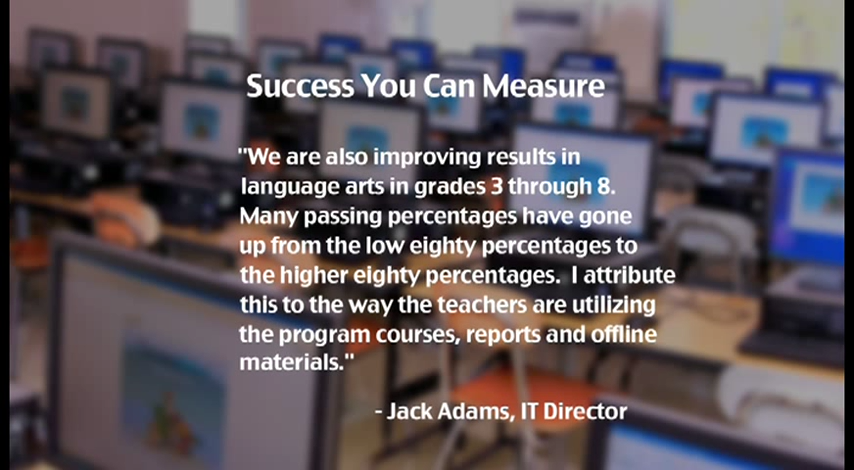 Success You Can Measure
"We are also improving results in
language arts in grades 3 through 8.
Many passing percentages have gone
up from the low eighty percentages to
the higher eighty percentages.  I attribute
this to the way the teachers are utilizing
the program courses, reports and offline
materials."
- Jack Adams, IT Director